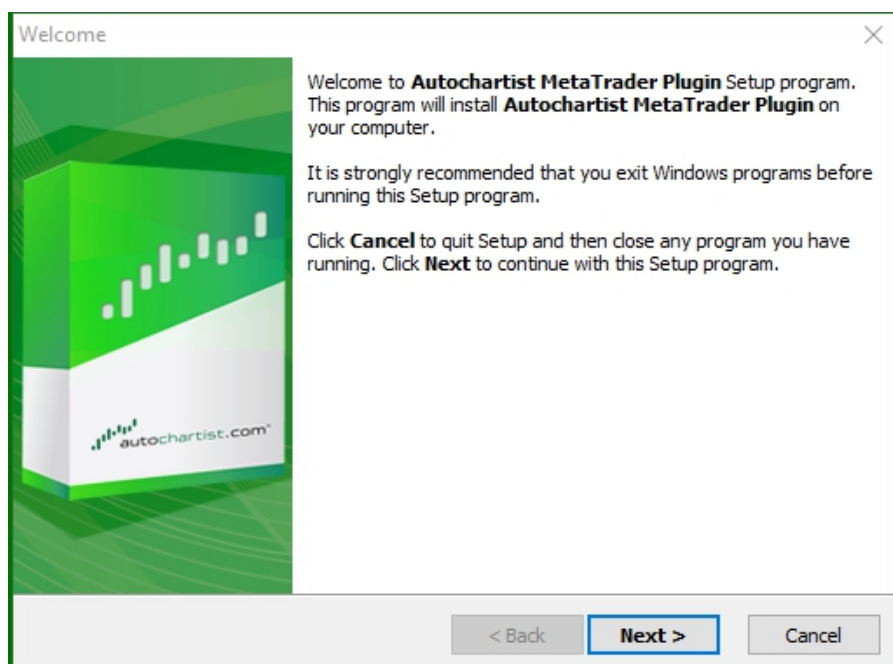 Welcome
Welcome to Autochartist MetaTrader Plugin Setup program.
This program will install Autochartist MetaTrader Plugin on
your computer.
It is strongly recommended that you exit Windows programs before
running this Setup program.
Click Cancel to quit Setup and then close any program you have
running. Click Next to continue with this Setup program.
autochartist.com
< Back
Next >
Cancel